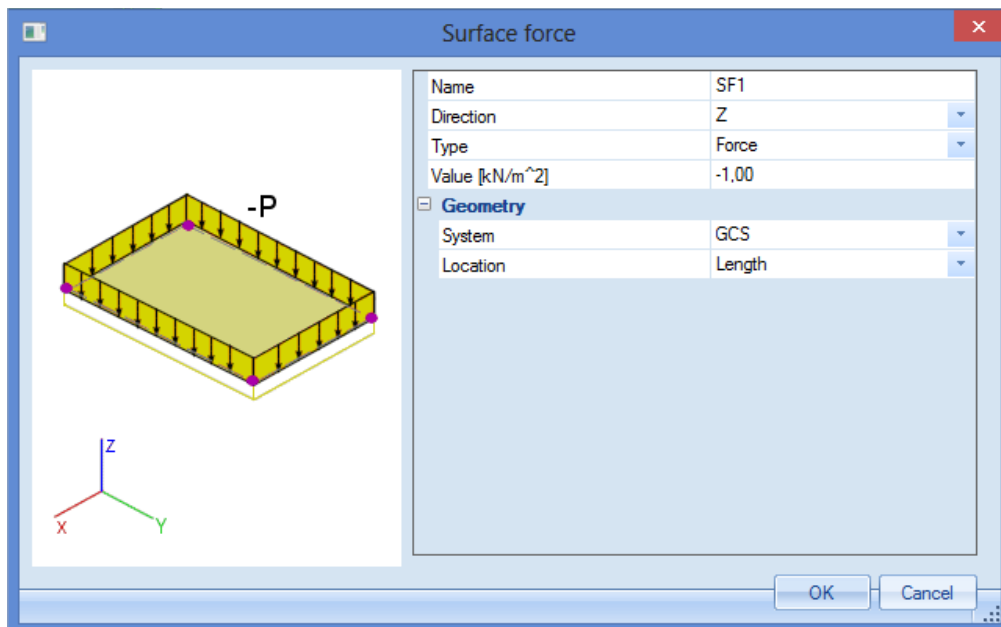 Surface force
-P
Z
X
Y
Name SF1
Direction Z
Type Force
Value [kN/m^2] -1,00
Geometry
System GCS
Location Length
OK Cancel